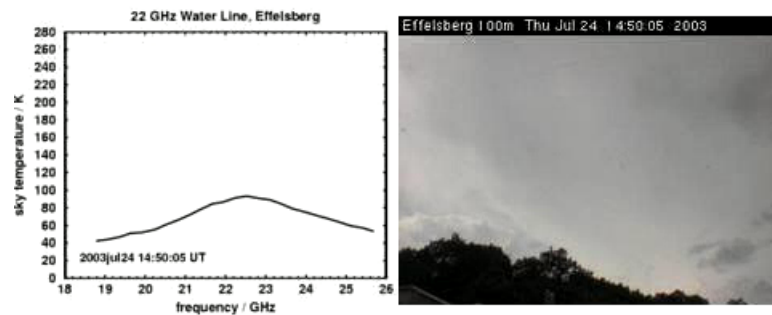 22 GHz Water Line, Effelsberg
sky temperature / K
280
260
240
220
200
180
160
140
120
100
80
60
40
20
0
2003jul24 14:50:05 UT
18 19 20 21 22 23 24 25 26
frequency / GHz
Effelsberg 100m Thu Jul 24 14:50:05 2003